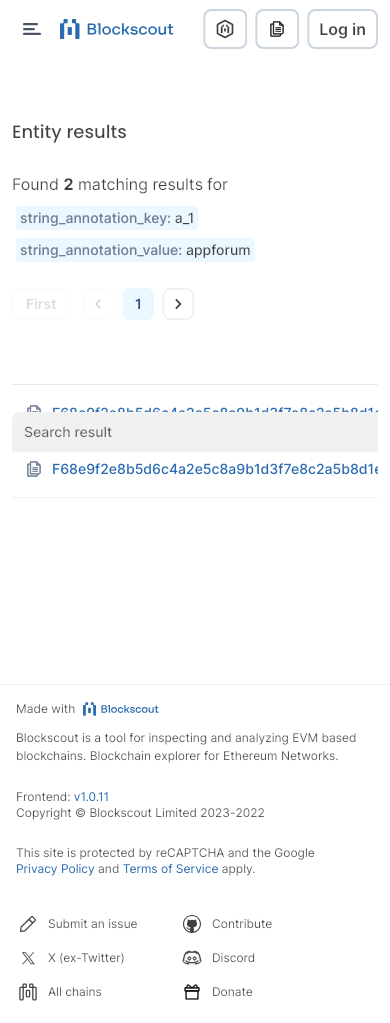 Blockscout
Log in
Entity results
Found 2 matching results for
string_annotation_key: a_1
string_annotation_value: appforum
First
1
Search result
F68e9f2e8b5d6c4a2e5c8a9b1d3f7e8c2a5b8d1e
Made with Blockscout
Blockscout is a tool for inspecting and analyzing EVM based
blockchains. Blockchain explorer for Ethereum Networks.
Frontend: v1.0.11
Copyright © Blockscout Limited 2023-2022
This site is protected by reCAPTCHA and the Google
Privacy Policy and Terms of Service apply.
Submit an issue
Contribute
X (ex-Twitter)
Discord
All chains
Donate